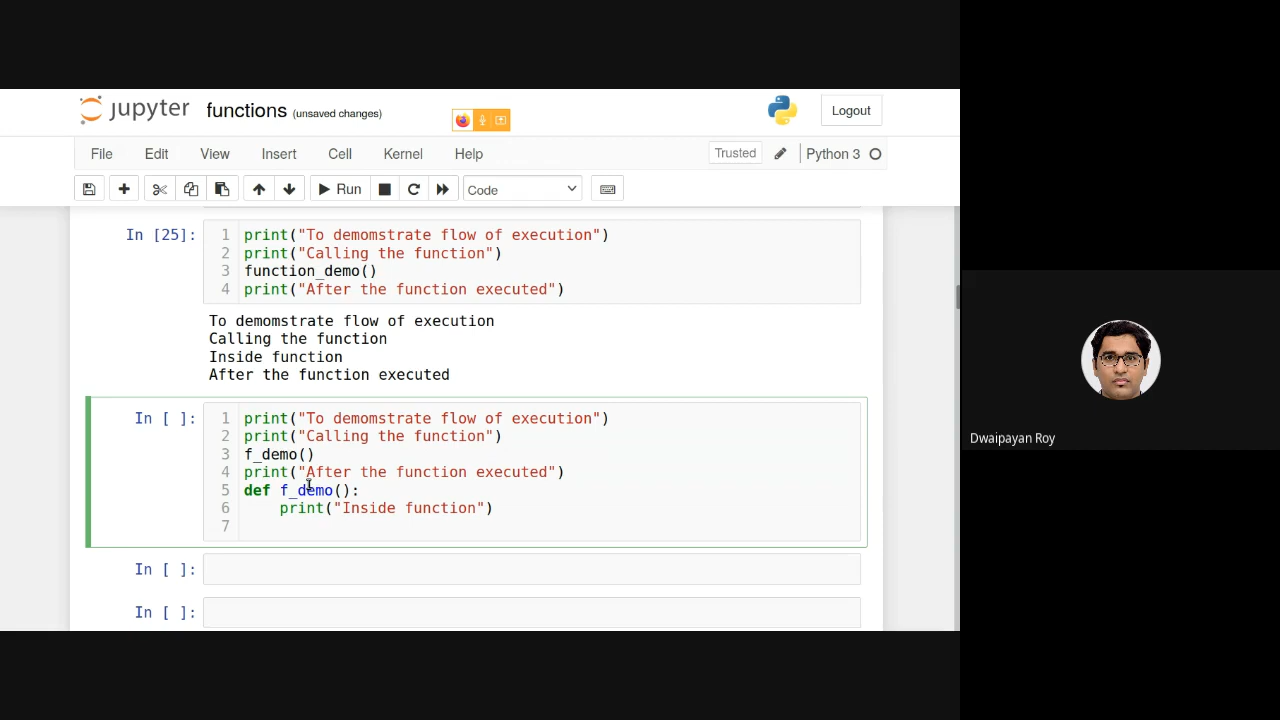 jupyter functions (unsaved changes) Logout
File Edit View Insert Cell Kernel Help Trusted Python 3
Run Code
In [25]: 1 print("To demomstrate flow of execution")
2 print("Calling the function")
3 function_demo()
4 print("After the function executed")
To demomstrate flow of execution
Calling the function
Inside function
After the function executed
In [ ]: 1 print("To demomstrate flow of execution")
2 print("Calling the function")
3 f_demo()
4 print("After the function executed")
5 def f_demo():
6 print("Inside function")
7
In [ ]:
In [ ]:
Dwaipayan Roy